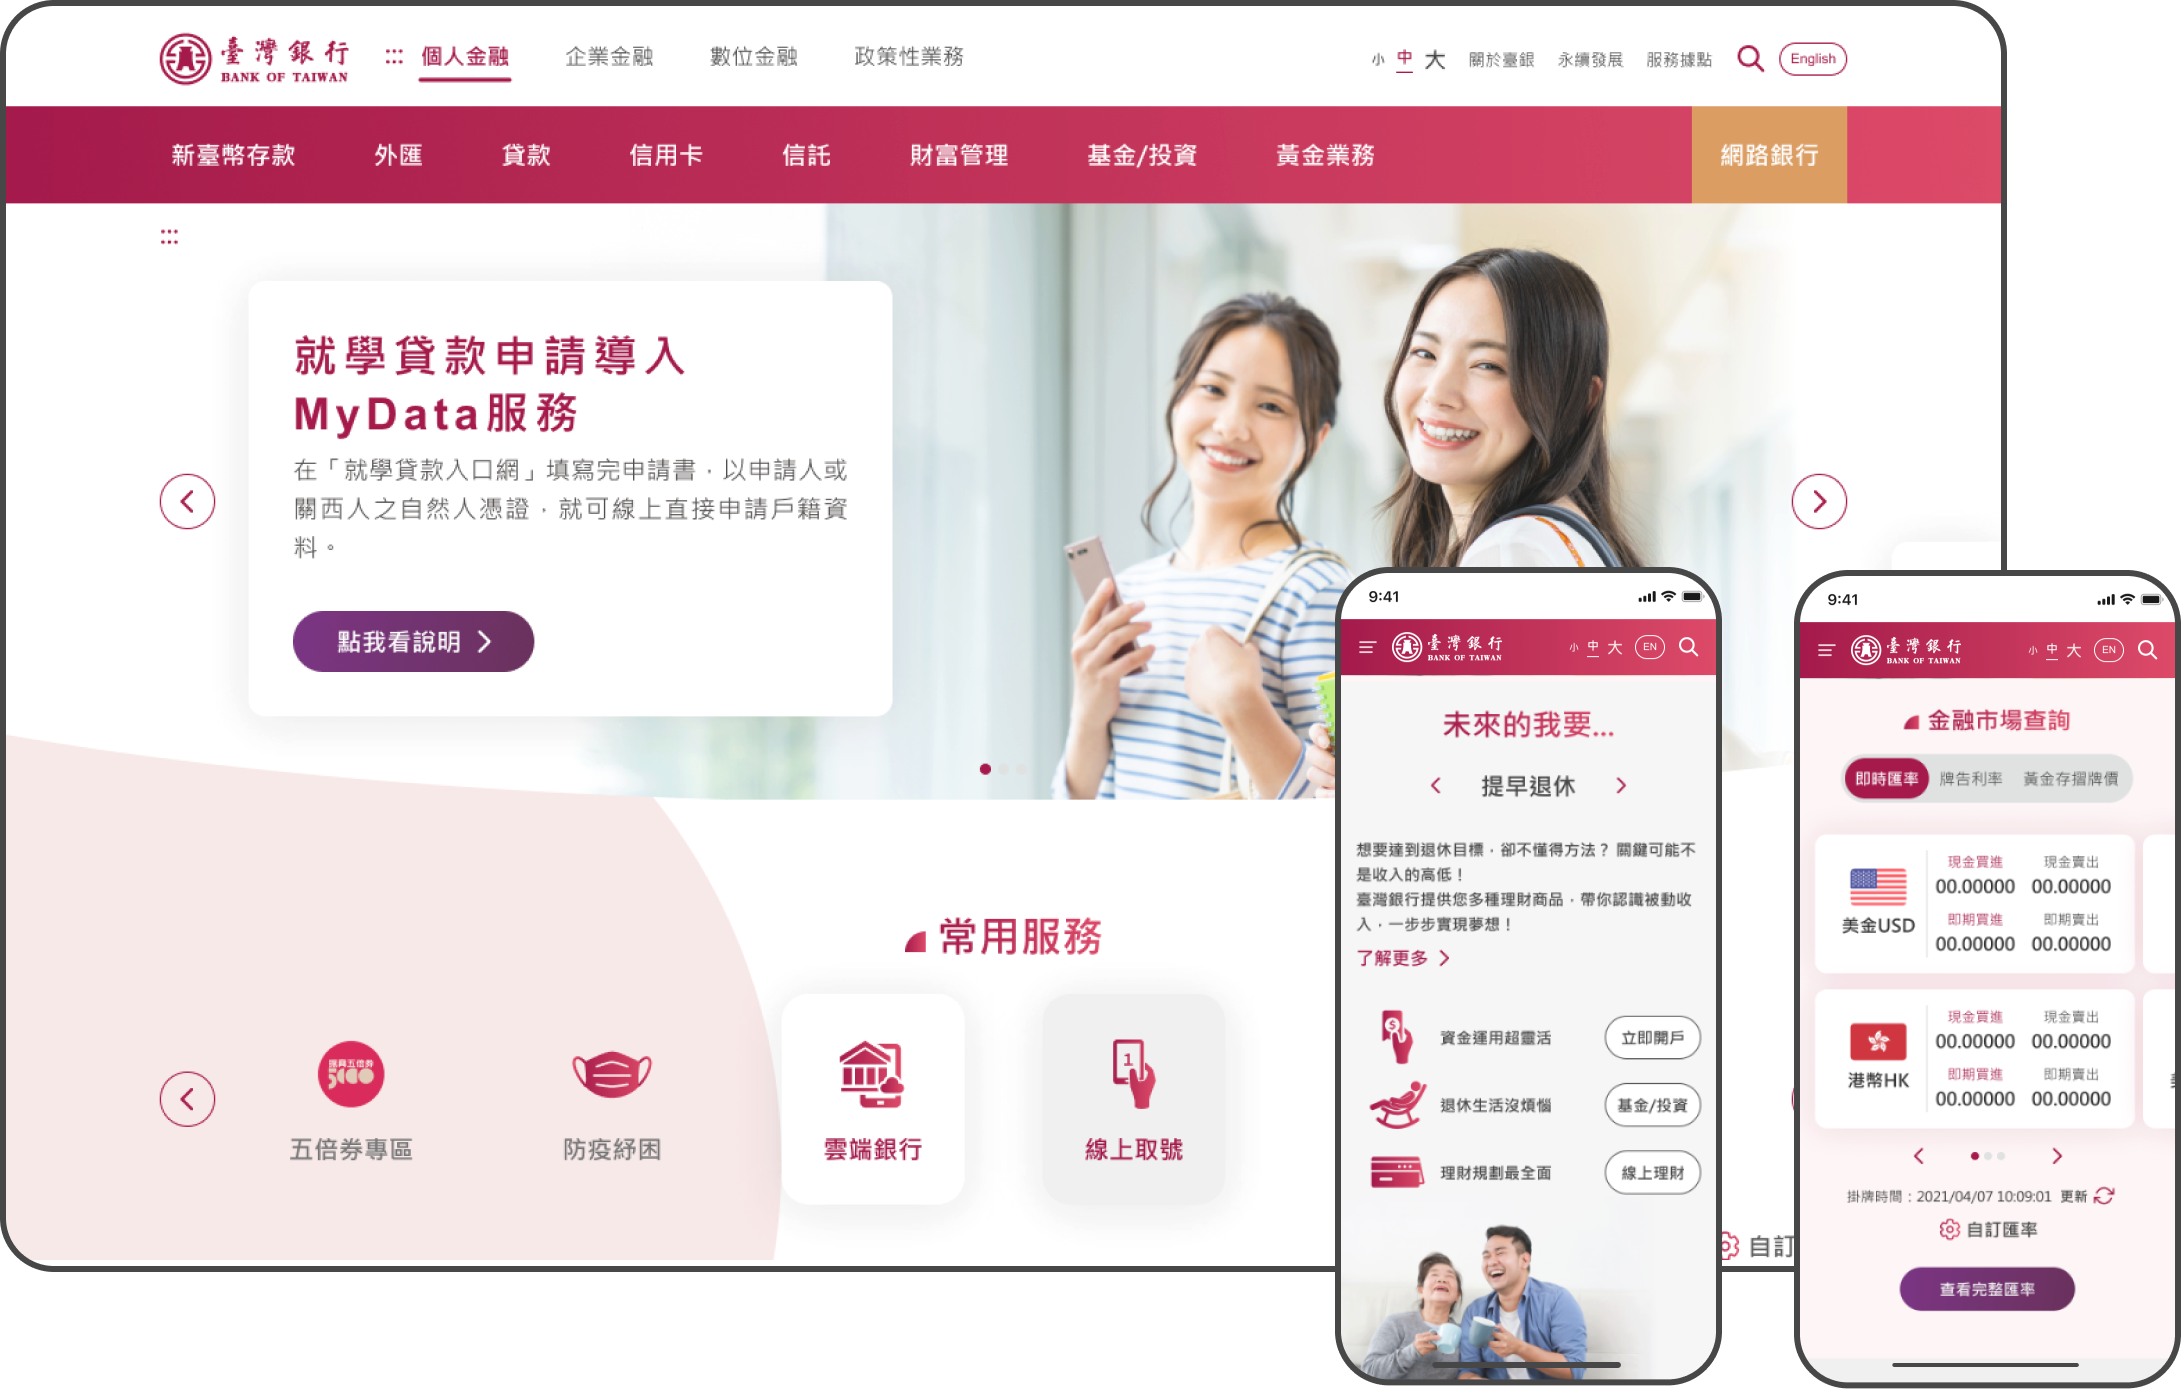 臺灣銀行
BANK OF TAIWAN
個人金融
企業金融
數位金融
政策性業務
小 中 大
關於臺銀
永續發展
服務據點
English
新臺幣存款
外匯
貸款
信用卡
信託
財富管理
基金/投資
黃金業務
網路銀行
就學貸款申請導入
MyData服務
在「就學貸款入口網」填寫完申請書，以申請人或
關西人之自然人憑證，就可線上直接申請戶籍資
料。
點我看說明
常用服務
振興五倍券
5000
五倍券專區
防疫紓困
雲端銀行
1
線上取號
自訂
9:41
臺灣銀行
BANK OF TAIWAN
小 中 大
EN
未來的我要...
提早退休
想要達到退休目標，卻不懂得方法？關鍵可能不
是收入的高低！
臺灣銀行提供您多種理財商品，帶你認識被動收
入，一步步實現夢想！
了解更多
資金運用超靈活
立即開戶
退休生活沒煩惱
基金/投資
理財規劃最全面
線上理財
9:41
臺灣銀行
BANK OF TAIWAN
小 中 大
EN
金融市場查詢
即時匯率
牌告利率
黃金存摺牌價
現金買進 現金賣出
00.00000 00.00000
美金USD
即期買進 即期賣出
00.00000 00.00000
現金買進 現金賣出
00.00000 00.00000
港幣HK
即期買進 即期賣出
00.00000 00.00000
掛牌時間：2021/04/07 10:09:01 更新
自訂匯率
查看完整匯率